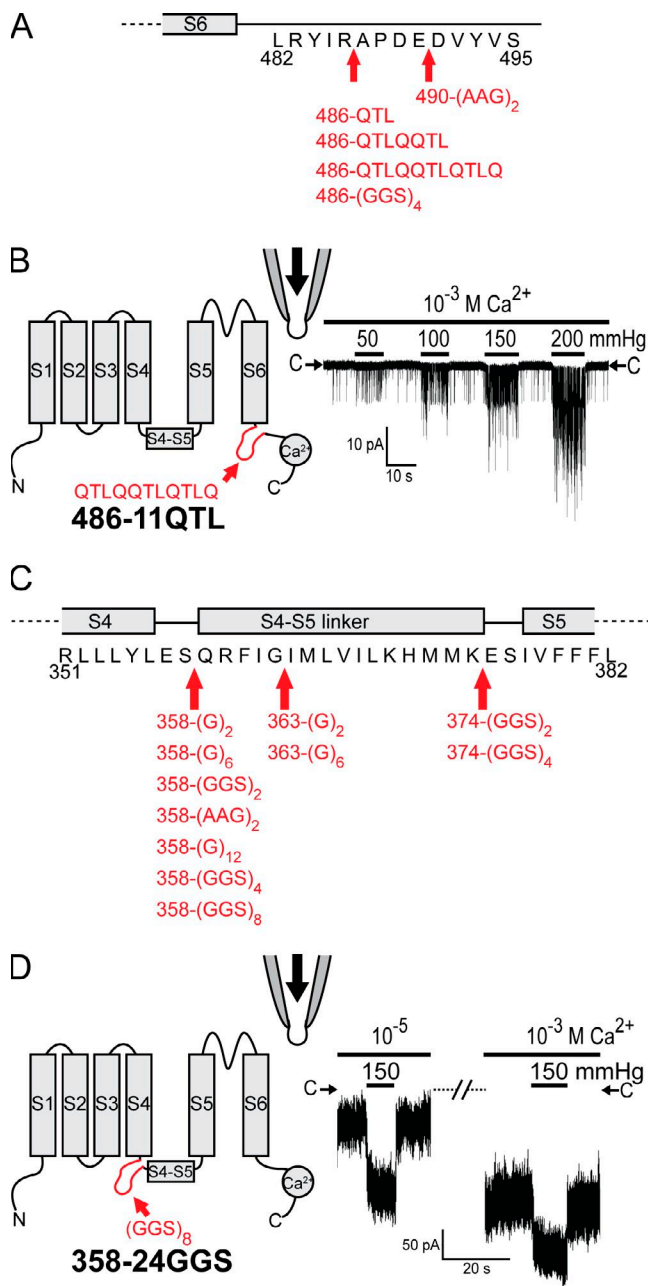 A
S6
L R Y I R A P D E D V Y V S
482 495
490-(AAG)2
486-QTL
486-QTLQQTL
486-QTLQQTLQTLQ
486-(GGS)4
B
10-3 M Ca2+
50 100 150 200 mmHg
C C
S1 S2 S3 S4 S5 S6
S4-S5
Ca2+
N
C
10 pA
10 s
QTLQQTLQTLQ
486-11QTL
C
S4 S4-S5 linker S5
R L L L Y L E S Q R F I G I M L V I L K H M M K E S I V F F F L
351 382
358-(G)2 363-(G)2 374-(GGS)2
358-(G)6 363-(G)6 374-(GGS)4
358-(GGS)2
358-(AAG)2
358-(G)12
358-(GGS)4
358-(GGS)8
D
10-5 10-3 M Ca2+
150 150 mmHg
C C
S1 S2 S3 S4 S5 S6
S4-S5
Ca2+
N
C
(GGS)8
358-24GGS
50 pA
20 s